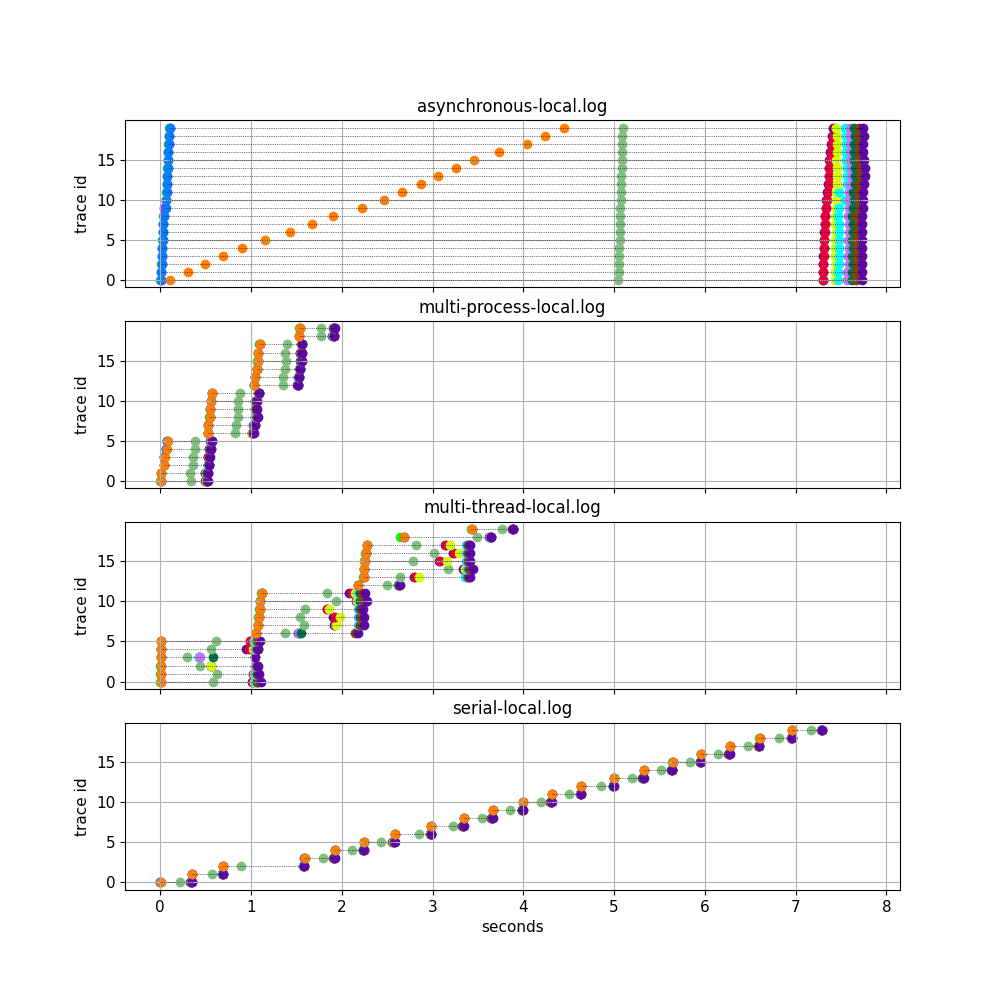 asynchronous-local.log
trace id
15
10
5
0
multi-process-local.log
trace id
15
10
5
0
multi-thread-local.log
trace id
15
10
5
0
serial-local.log
trace id
15
10
5
0
0 1 2 3 4 5 6 7 8
seconds